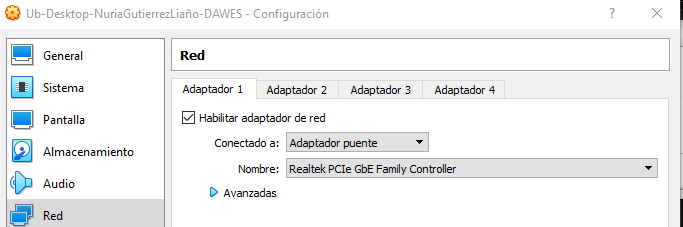 Ub-Desktop-NuriaGutierrezLiaño-DAWES - Configuración
General
Sistema
Pantalla
Almacenamiento
Audio
Red
Red
Adaptador 1 Adaptador 2 Adaptador 3 Adaptador 4
Habilitar adaptador de red
Conectado a: Adaptador puente
Nombre: Realtek PCIe GbE Family Controller
Avanzadas